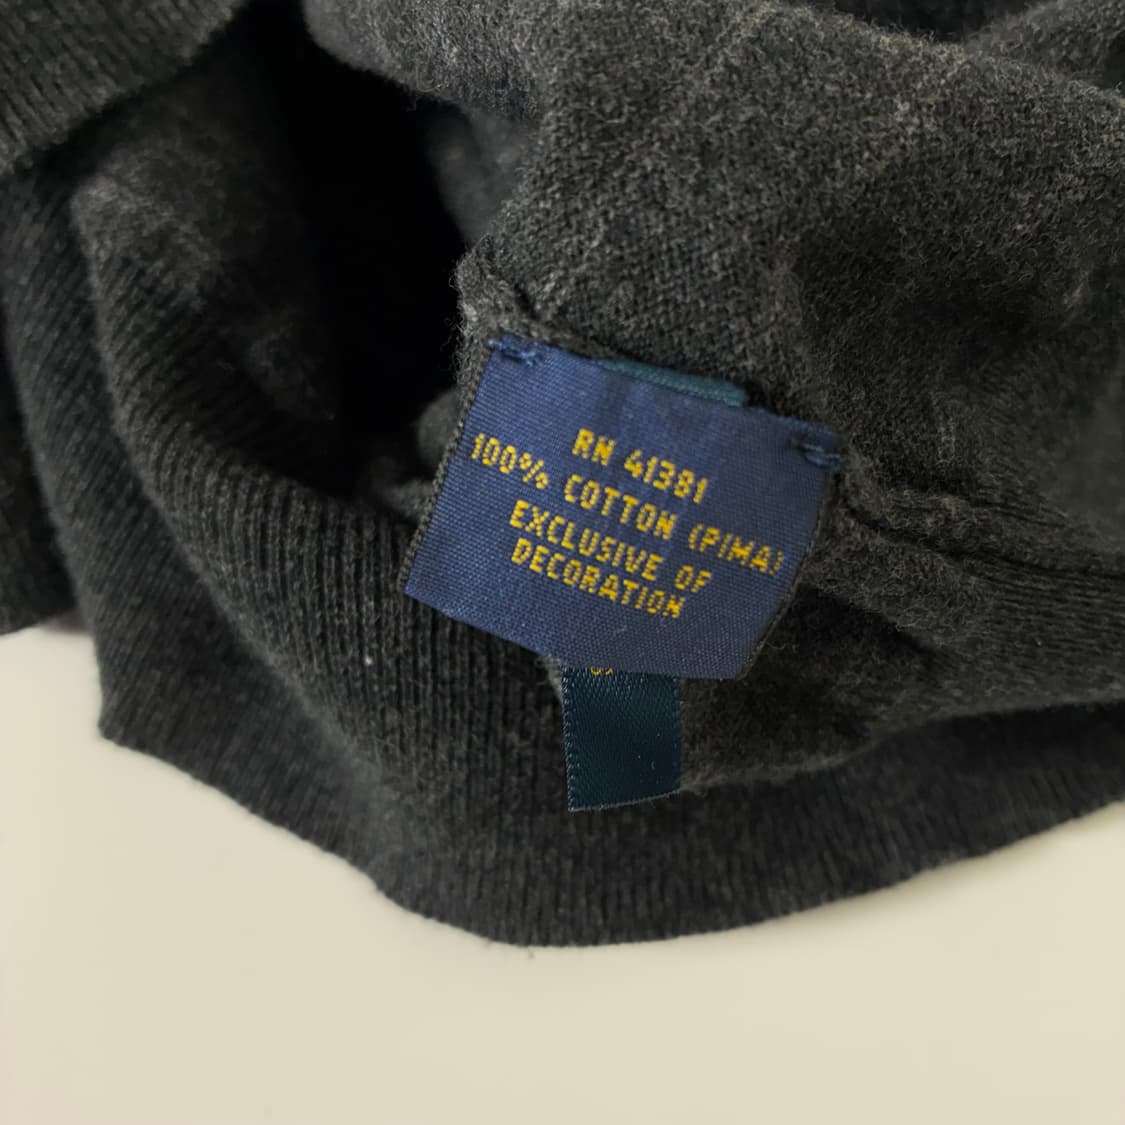 RN 41381
100% COTTON (PIMA)
EXCLUSIVE OF
DECORATION